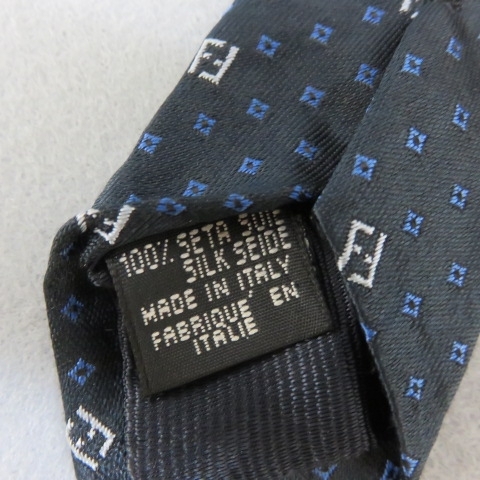 100% SETA SOIE
SILK SEIDE
MADE IN ITALY
FABRIQUE EN
ITALIE